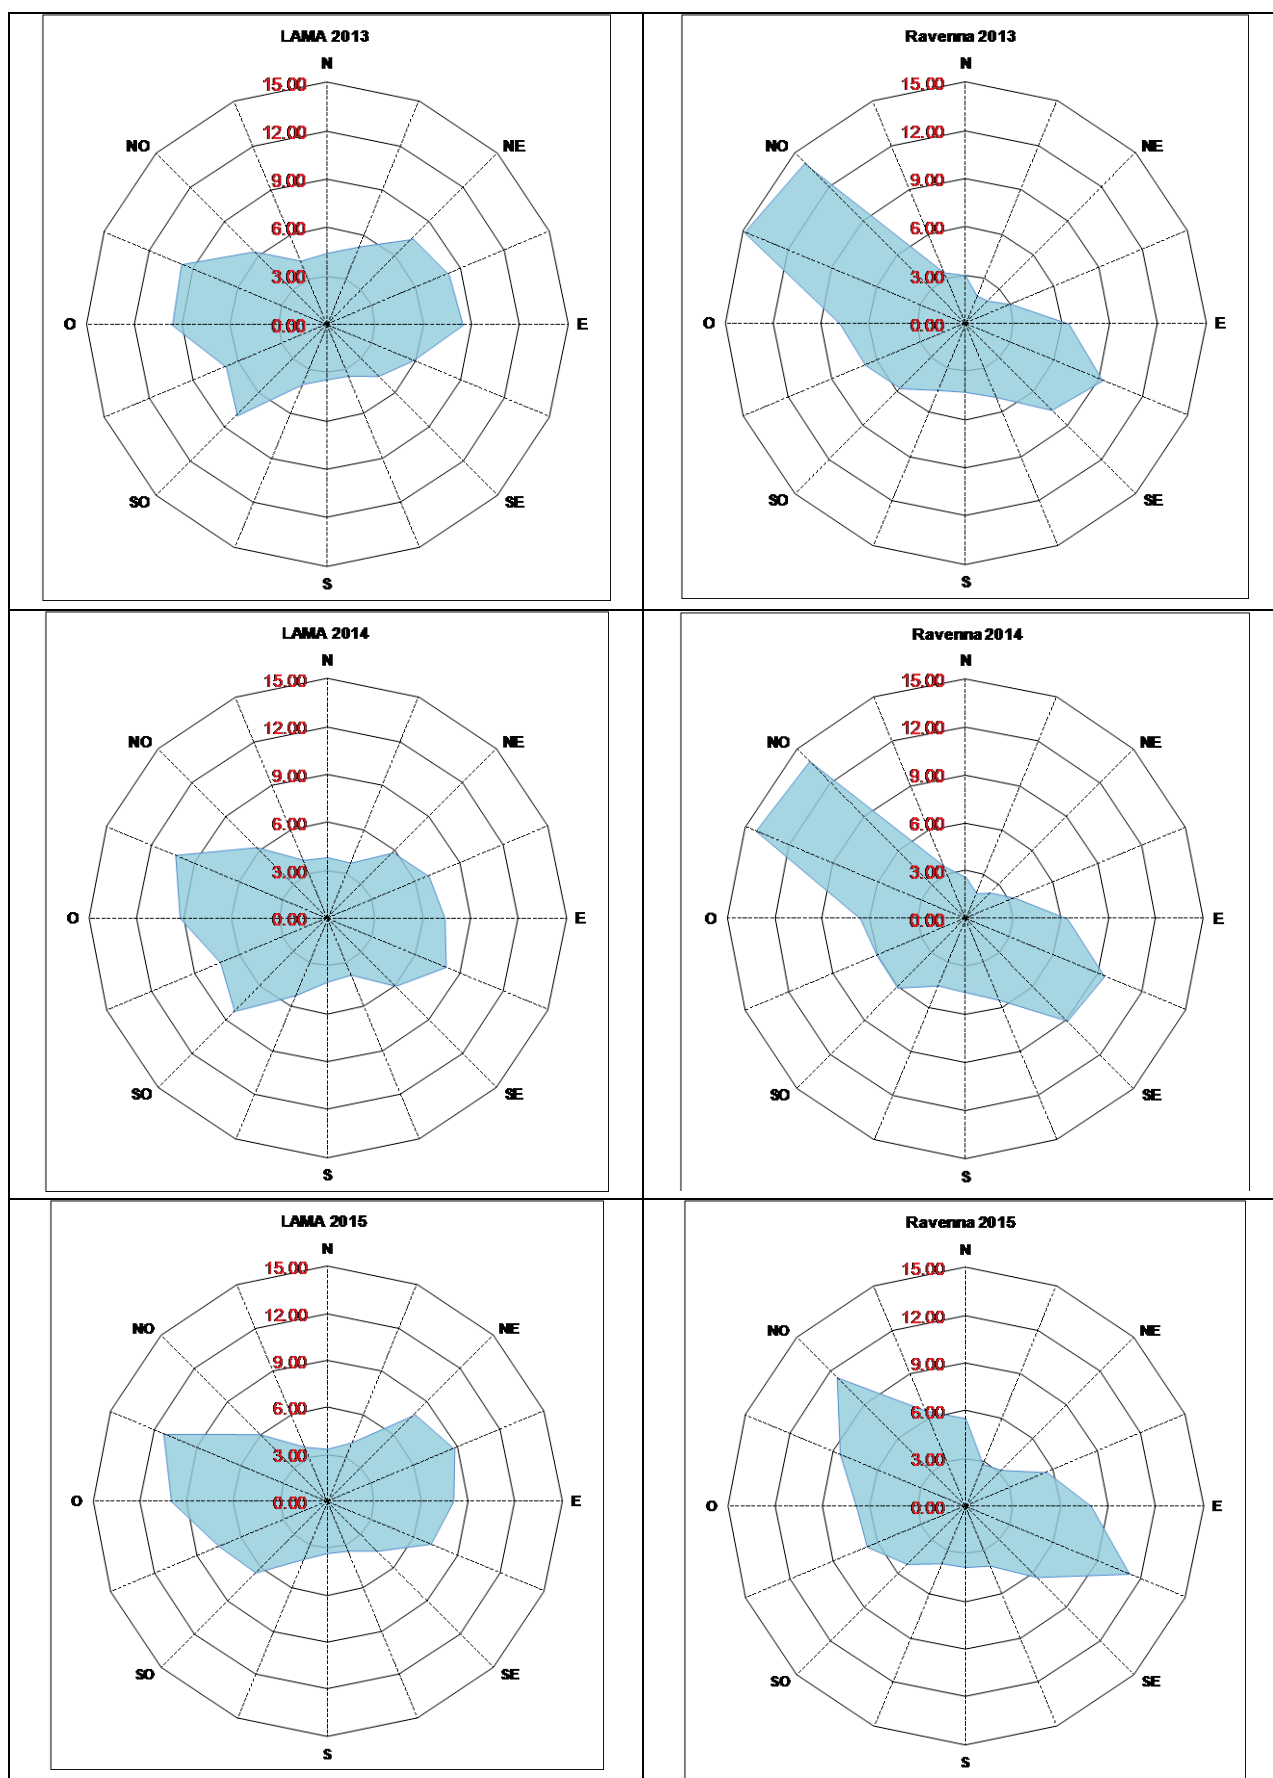 LAMA 2013
N
15.00
12.00
NO
NE
9.00
6.00
3.00
O
0.00
E
SO
SE
S
Ravenna 2013
N
15.00
12.00
NO
NE
9.00
6.00
3.00
O
0.00
E
SO
SE
S
LAMA 2014
N
15.00
12.00
NO
NE
9.00
6.00
3.00
O
0.00
E
SO
SE
S
Ravenna 2014
N
15.00
12.00
NO
NE
9.00
6.00
3.00
O
0.00
E
SO
SE
S
LAMA 2015
N
15.00
12.00
NO
NE
9.00
6.00
3.00
O
0.00
E
SO
SE
S
Ravenna 2015
N
15.00
12.00
NO
NE
9.00
6.00
3.00
O
0.00
E
SO
SE
S